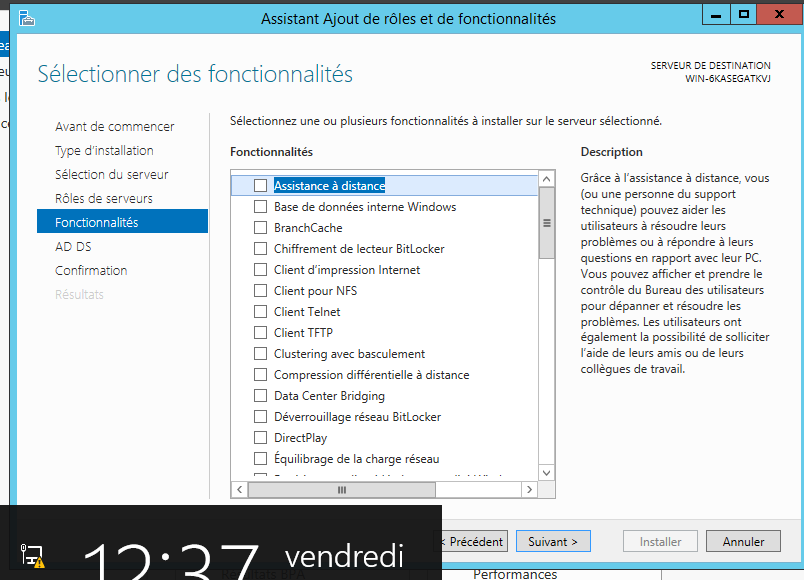 Assistant Ajout de rôles et de fonctionnalités
Sélectionner des fonctionnalités
SERVEUR DE DESTINATION
WIN-6KASEGATKVJ
Avant de commencer
Type d'installation
Sélection du serveur
Rôles de serveurs
Fonctionnalités
AD DS
Confirmation
Résultats
Sélectionnez une ou plusieurs fonctionnalités à installer sur le serveur sélectionné.
Fonctionnalités
Assistance à distance
Base de données interne Windows
BranchCache
Chiffrement de lecteur BitLocker
Client d'impression Internet
Client pour NFS
Client Telnet
Client TFTP
Clustering avec basculement
Compression différentielle à distance
Data Center Bridging
Déverrouillage réseau BitLocker
DirectPlay
Équilibrage de la charge réseau
Description
Grâce à l'assistance à distance, vous
(ou une personne du support
technique) pouvez aider les
utilisateurs à résoudre leurs
problèmes ou à répondre à leurs
questions en rapport avec leur PC.
Vous pouvez afficher et prendre le
contrôle du Bureau des utilisateurs
pour dépanner et résoudre les
problèmes. Les utilisateurs ont
également la possibilité de solliciter
l'aide de leurs amis ou de leurs
collègues de travail.
< Précédent
Suivant >
Installer
Annuler
12:37 vendredi
Performances